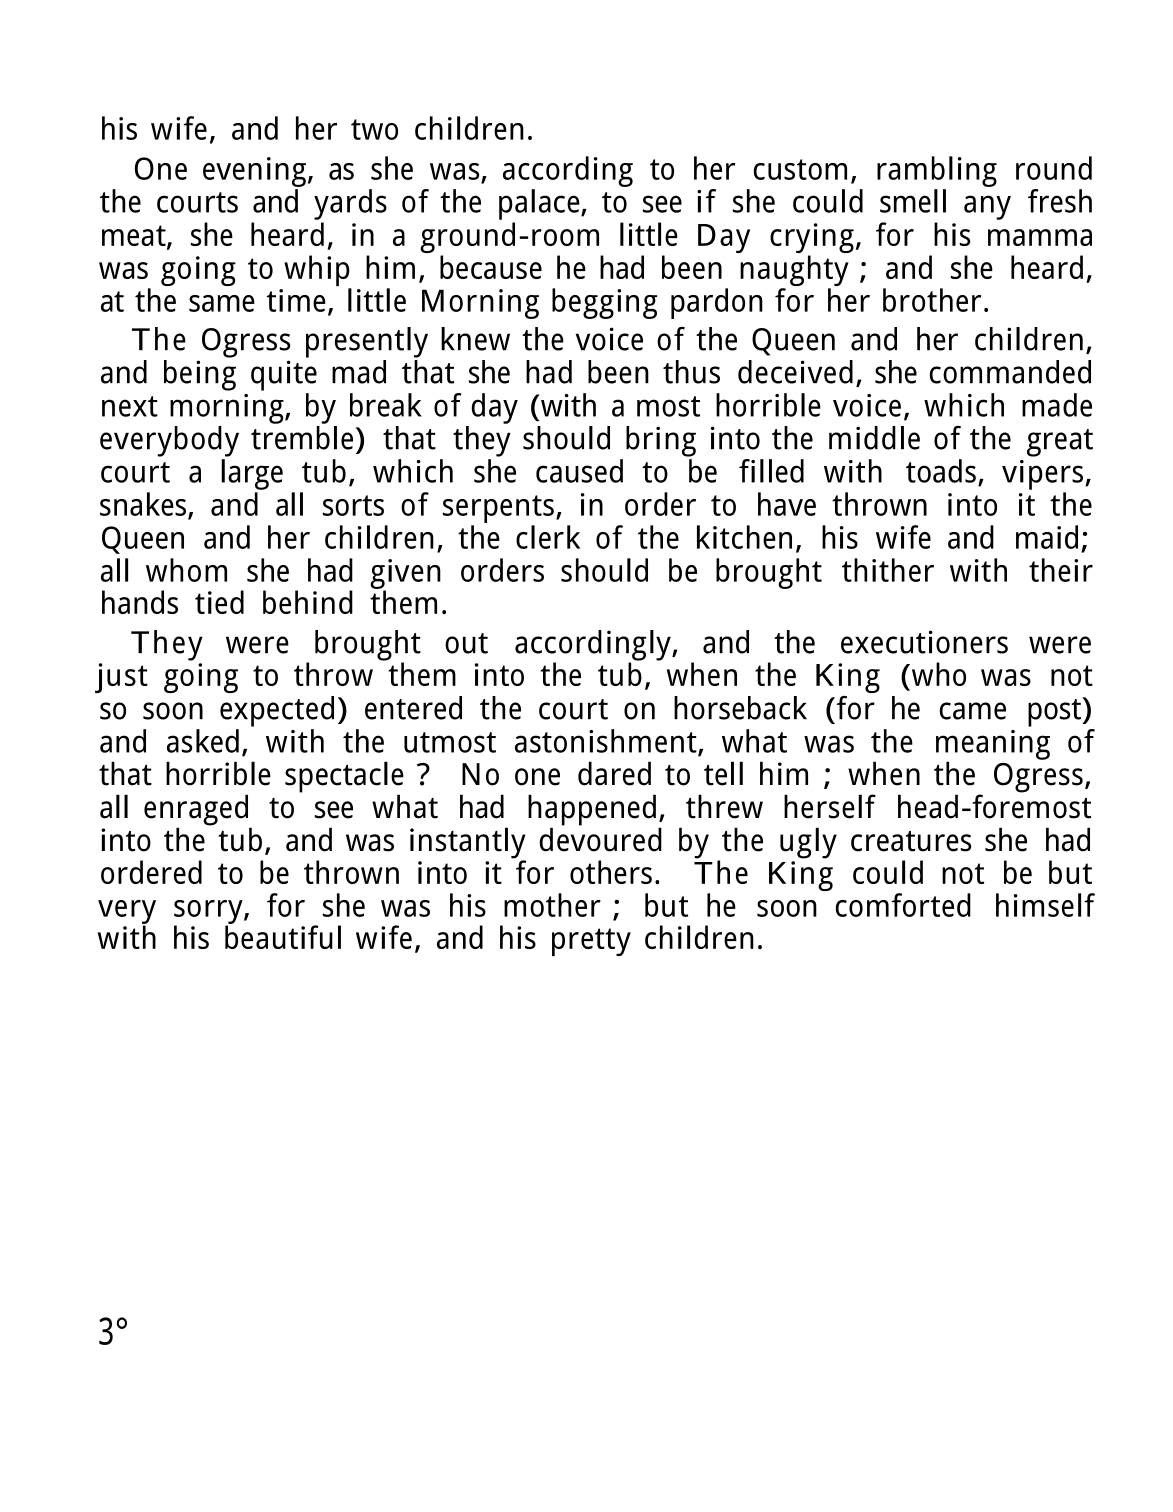 his wife, and her two children.
One evening, as she was, according to her custom, rambling round
the courts and yards of the palace, to see if she could smell any fresh
meat, she heard, in a ground-room little Day crying, for his mamma
was going to whip him, because he had been naughty ; and she heard,
at the same time, little Morning begging pardon for her brother.
The Ogress presently knew the voice of the Queen and her children,
and being quite mad that she had been thus deceived, she commanded
next morning, by break of day (with a most horrible voice, which made
everybody tremble) that they should bring into the middle of the great
court a large tub, which she caused to be filled with toads, vipers,
snakes, and all sorts of serpents, in order to have thrown into it the
Queen and her children, the clerk of the kitchen, his wife and maid;
all whom she had given orders should be brought thither with their
hands tied behind them.
They were brought out accordingly, and the executioners were
just going to throw them into the tub, when the King (who was not
so soon expected) entered the court on horseback (for he came post)
and asked, with the utmost astonishment, what was the meaning of
that horrible spectacle ? No one dared to tell him ; when the Ogress,
all enraged to see what had happened, threw herself head-foremost
into the tub, and was instantly devoured by the ugly creatures she had
ordered to be thrown into it for others. The King could not be but
very sorry, for she was his mother ; but he soon comforted himself
with his beautiful wife, and his pretty children.
3°